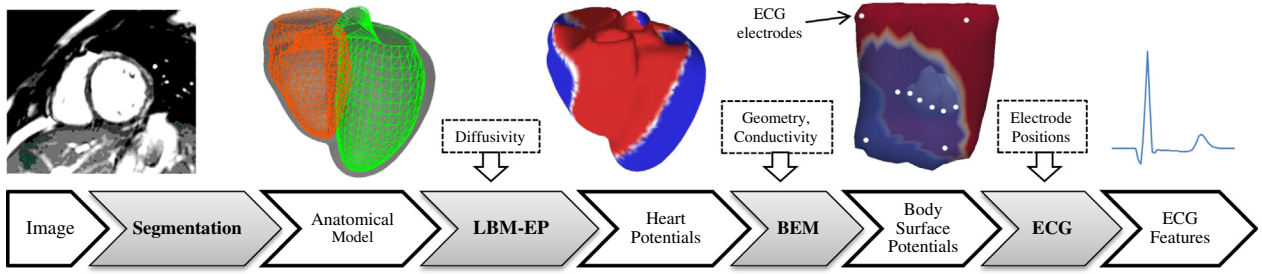 ECG
electrodes
Diffusivity
Geometry,
Conductivity
Electrode
Positions
Image
Segmentation
Anatomical
Model
LBM-EP
Heart
Potentials
BEM
Body
Surface
Potentials
ECG
ECG
Features